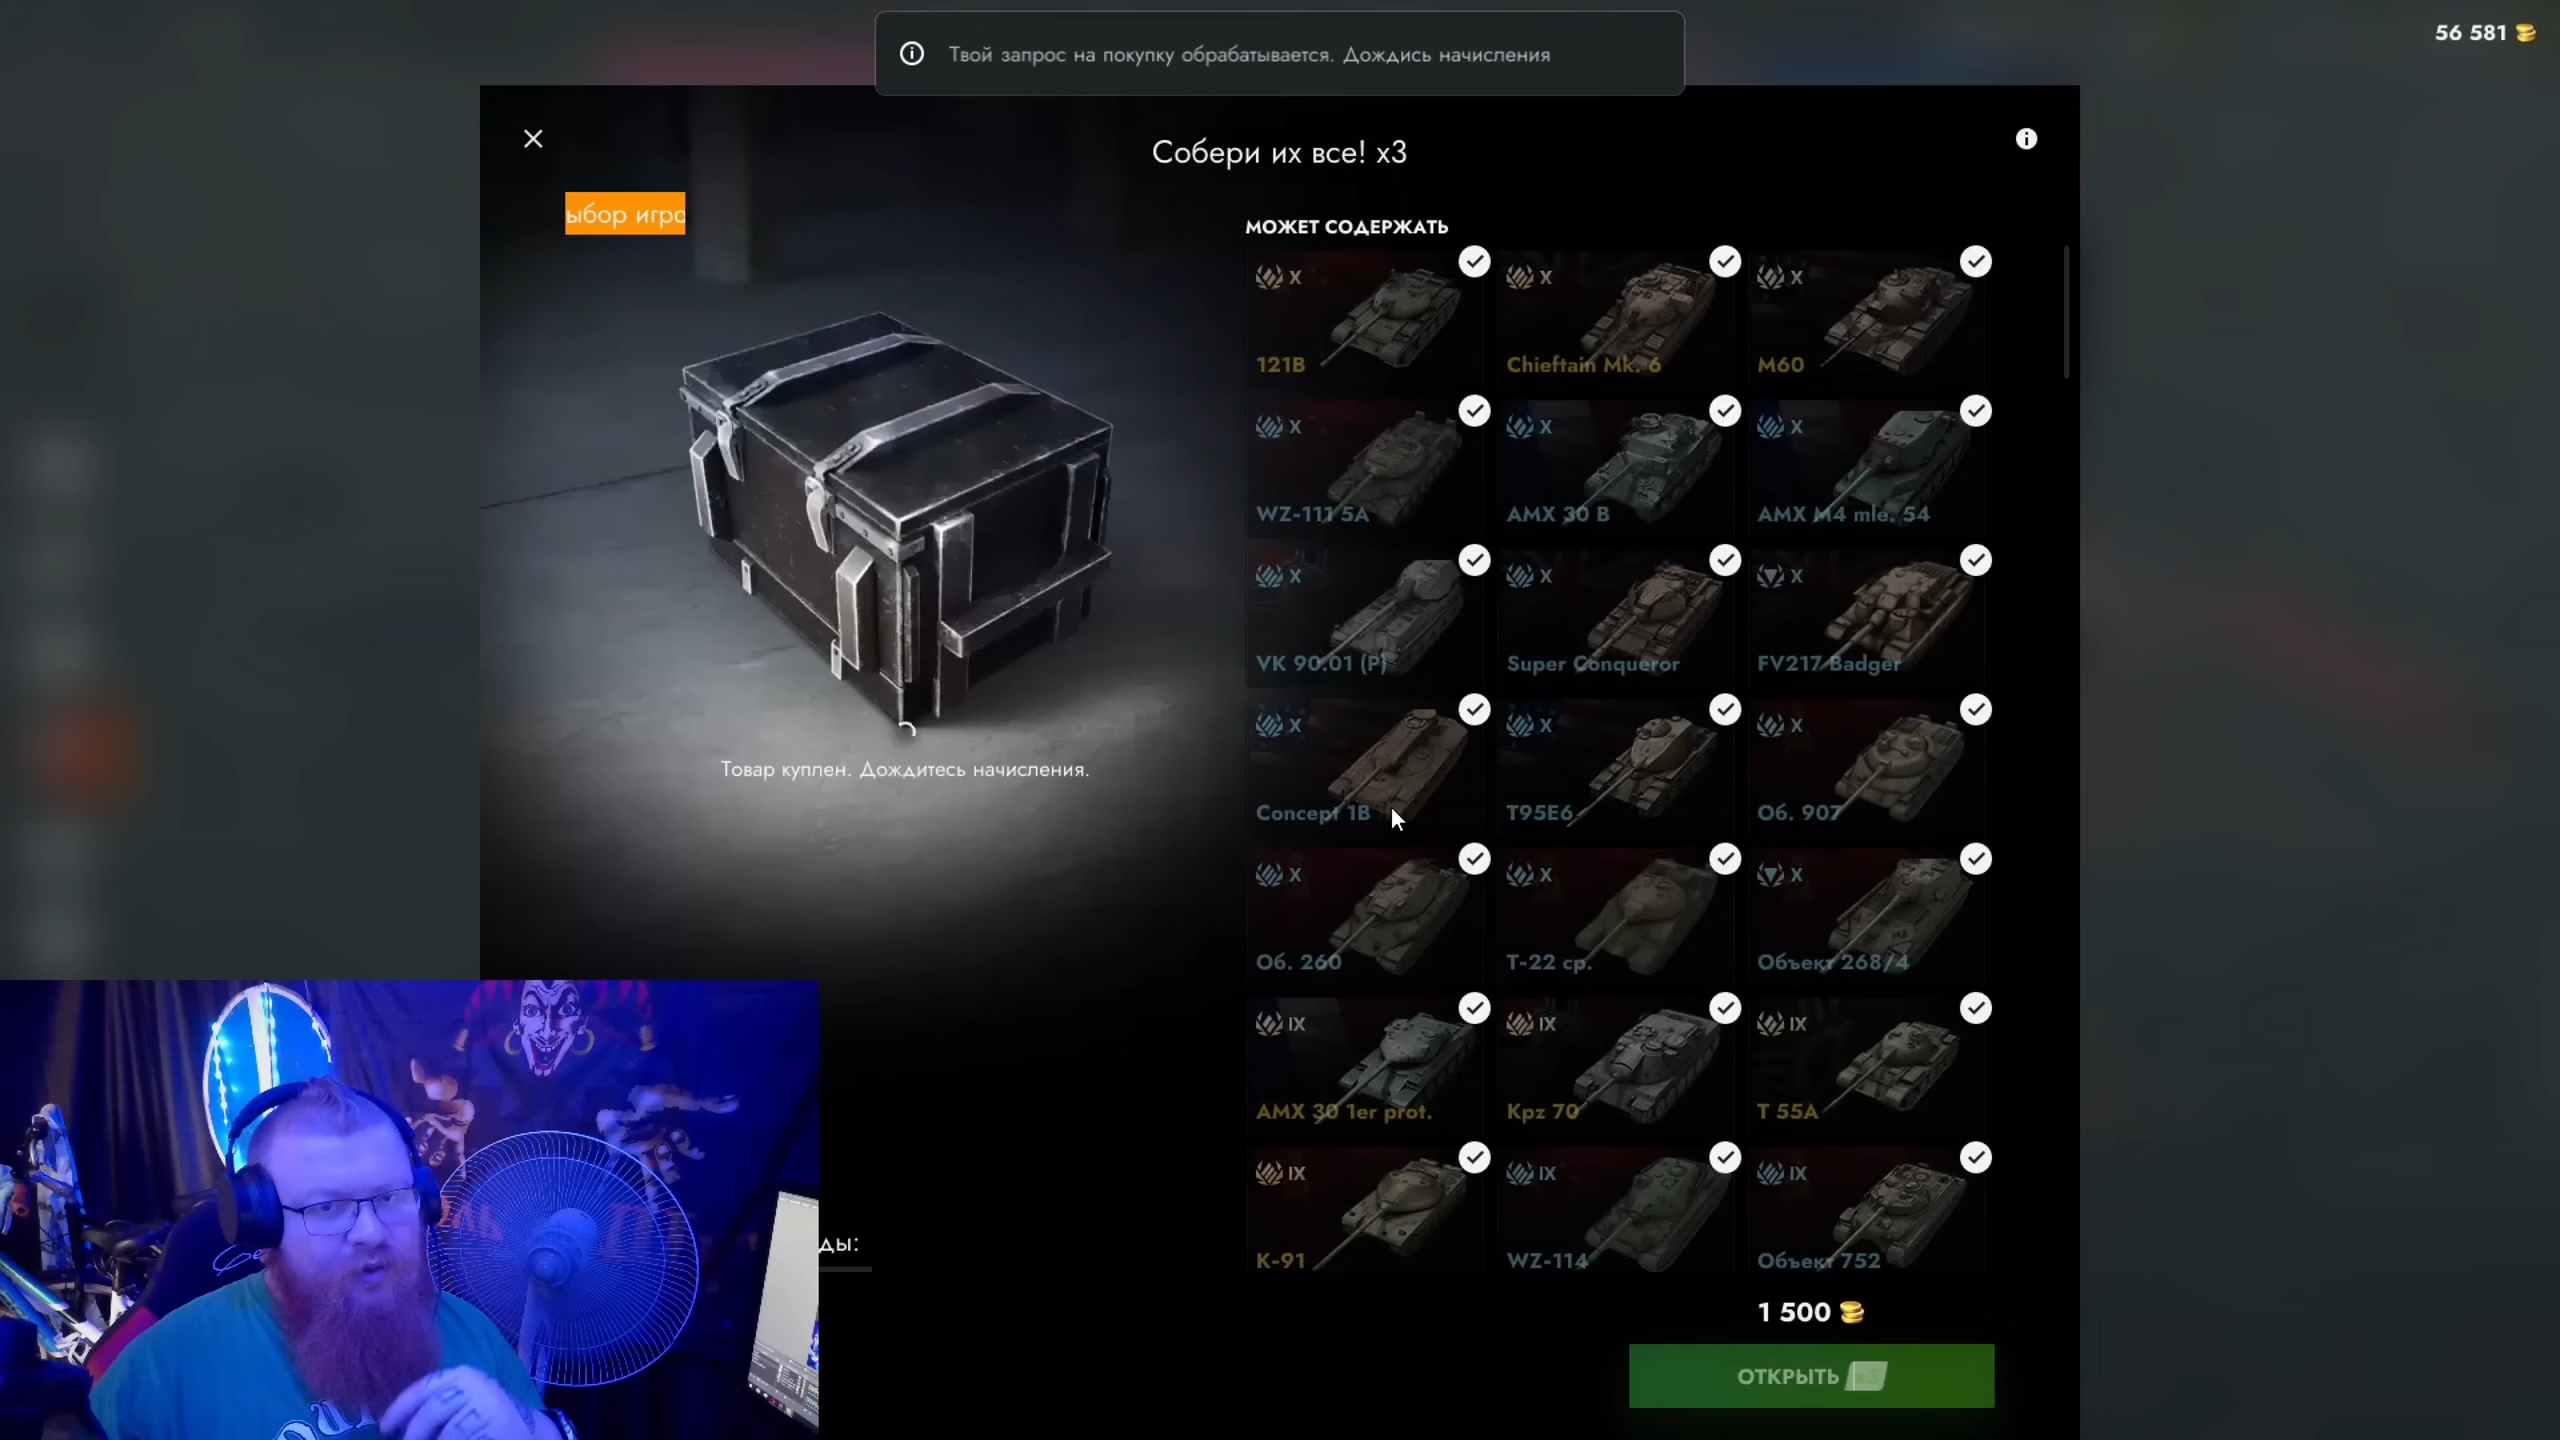 Твой запрос на покупку обрабатывается. Дождись начисления
56 581
Собери их все! x3
ыбор игро
МОЖЕТ СОДЕРЖАТЬ
X
X
X
121B
Chieftain Mk. 6
M60
X
X
X
WZ-111 5A
AMX 30 B
AMX M4 mle. 54
X
X
X
VK 90.01 (P)
Super Conqueror
FV217 Badger
X
X
X
Concept 1B
T95E6
Об. 907
Товар куплен. Дождитесь начисления.
X
X
X
Об. 260
Т-22 ср.
Объект 268/4
IX
IX
IX
AMX 30 1er prot.
Kpz 70
T 55A
IX
IX
IX
К-91
WZ-114
Объект 752
ды:
1 500
ОТКРЫТЬ x3